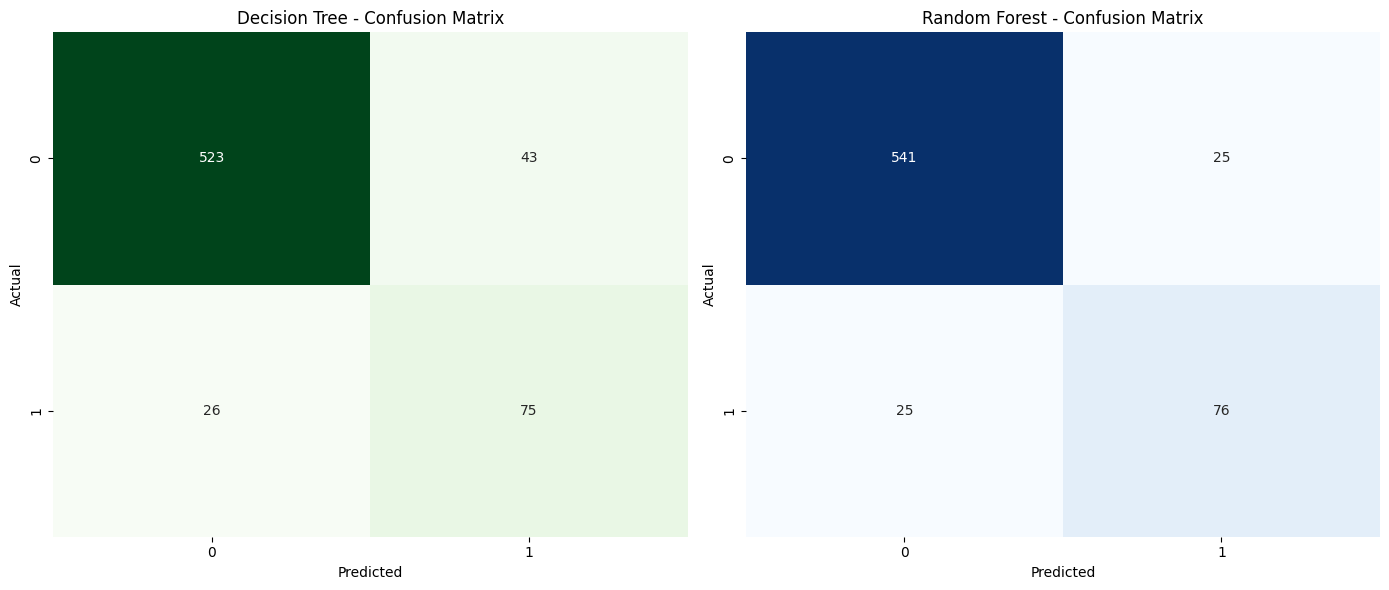 Decision Tree - Confusion Matrix
523 43
26 75
0
1
Actual
0 1
Predicted
Random Forest - Confusion Matrix
541 25
25 76
0
1
Actual
0 1
Predicted